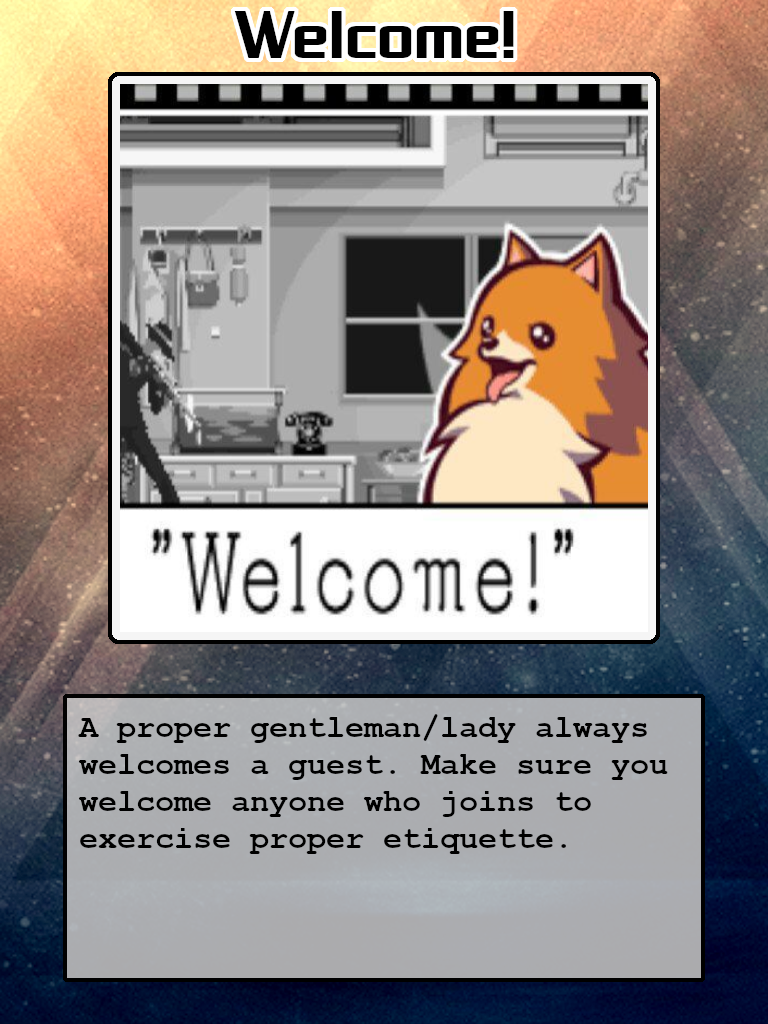 Welcome!
"Welcome!"
A proper gentleman/lady always
welcomes a guest. Make sure you
welcome anyone who joins to
exercise proper etiquette.